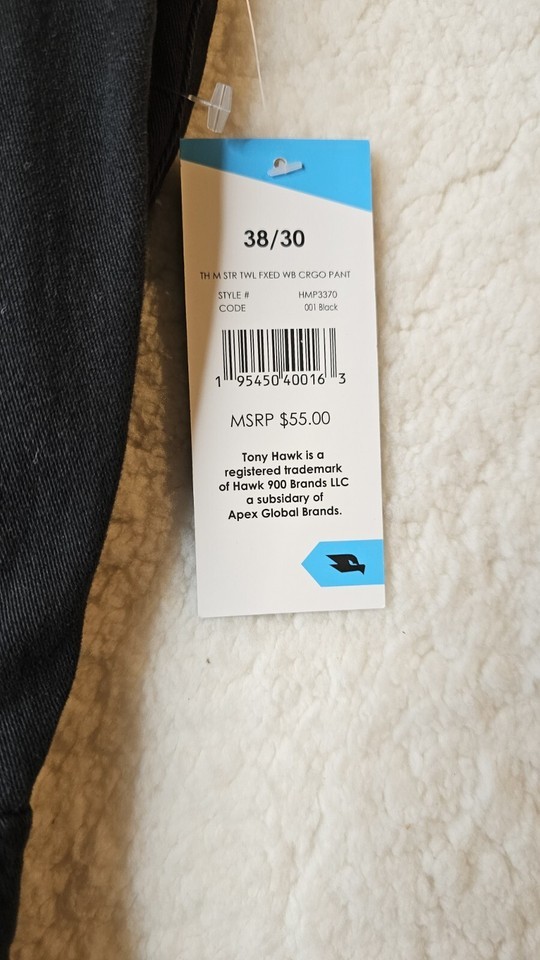 38/30
TH M STR TWL FXED WB CRGO PANT
STYLE # HMP3370
CODE 001 Black
1 95450 40016 3
MSRP $55.00
Tony Hawk is a
registered trademark
of Hawk 900 Brands LLC
a subsidary of
Apex Global Brands.